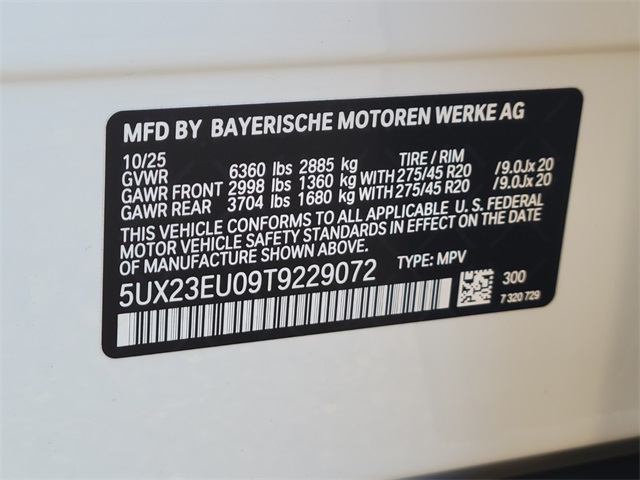 MFD BY BAYERISCHE MOTOREN WERKE AG
10/25
GVWR 6360 lbs 2885 kg TIRE / RIM
GAWR FRONT 2998 lbs 1360 kg WITH 275/45 R20 / 9.0Jx 20
GAWR REAR 3704 lbs 1680 kg WITH 275/45 R20 / 9.0Jx 20
THIS VEHICLE CONFORMS TO ALL APPLICABLE U. S. FEDERAL
MOTOR VEHICLE SAFETY STANDARDS IN EFFECT ON THE DATE
OF MANUFACTURE SHOWN ABOVE.
5UX23EU09T9229072 TYPE: MPV
300
7 320 729